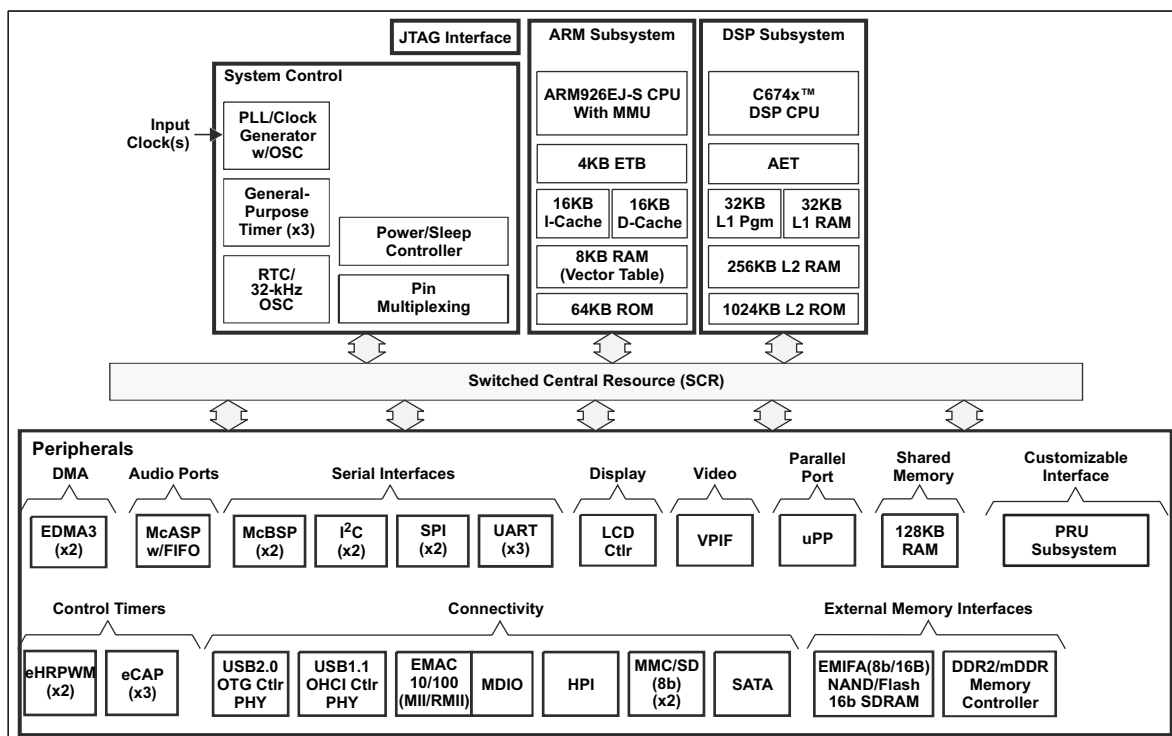 JTAG Interface
System Control
Input
Clock(s)
PLL/Clock
Generator
w/OSC
General-
Purpose
Timer (x3)
RTC/
32-kHz
OSC
Power/Sleep
Controller
Pin
Multiplexing
ARM Subsystem
ARM926EJ-S CPU
With MMU
4KB ETB
16KB
I-Cache
16KB
D-Cache
8KB RAM
(Vector Table)
64KB ROM
DSP Subsystem
C674x™
DSP CPU
AET
32KB
L1 Pgm
32KB
L1 RAM
256KB L2 RAM
1024KB L2 ROM
Switched Central Resource (SCR)
Peripherals
DMA
EDMA3
(x2)
Audio Ports
McASP
w/FIFO
Serial Interfaces
McBSP
(x2)
I²C
(x2)
SPI
(x2)
UART
(x3)
Display
LCD
Ctlr
Video
VPIF
Parallel
Port
uPP
Shared
Memory
128KB
RAM
Customizable
Interface
PRU
Subsystem
Control Timers
eHRPWM
(x2)
eCAP
(x3)
Connectivity
USB2.0
OTG Ctlr
PHY
USB1.1
OHCI Ctlr
PHY
EMAC
10/100
(MII/RMII)
MDIO
HPI
MMC/SD
(8b)
(x2)
SATA
External Memory Interfaces
EMIFA(8b/16B)
NAND/Flash
16b SDRAM
DDR2/mDDR
Memory
Controller